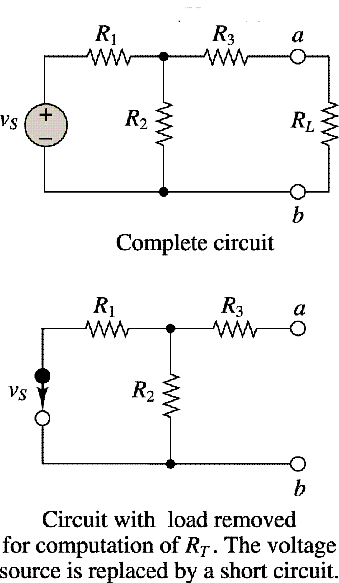 R1 R3 a
vS + R2 RL
−
b
Complete circuit
R1 R3 a
vS R2
b
Circuit with load removed
for computation of RT. The voltage
source is replaced by a short circuit.